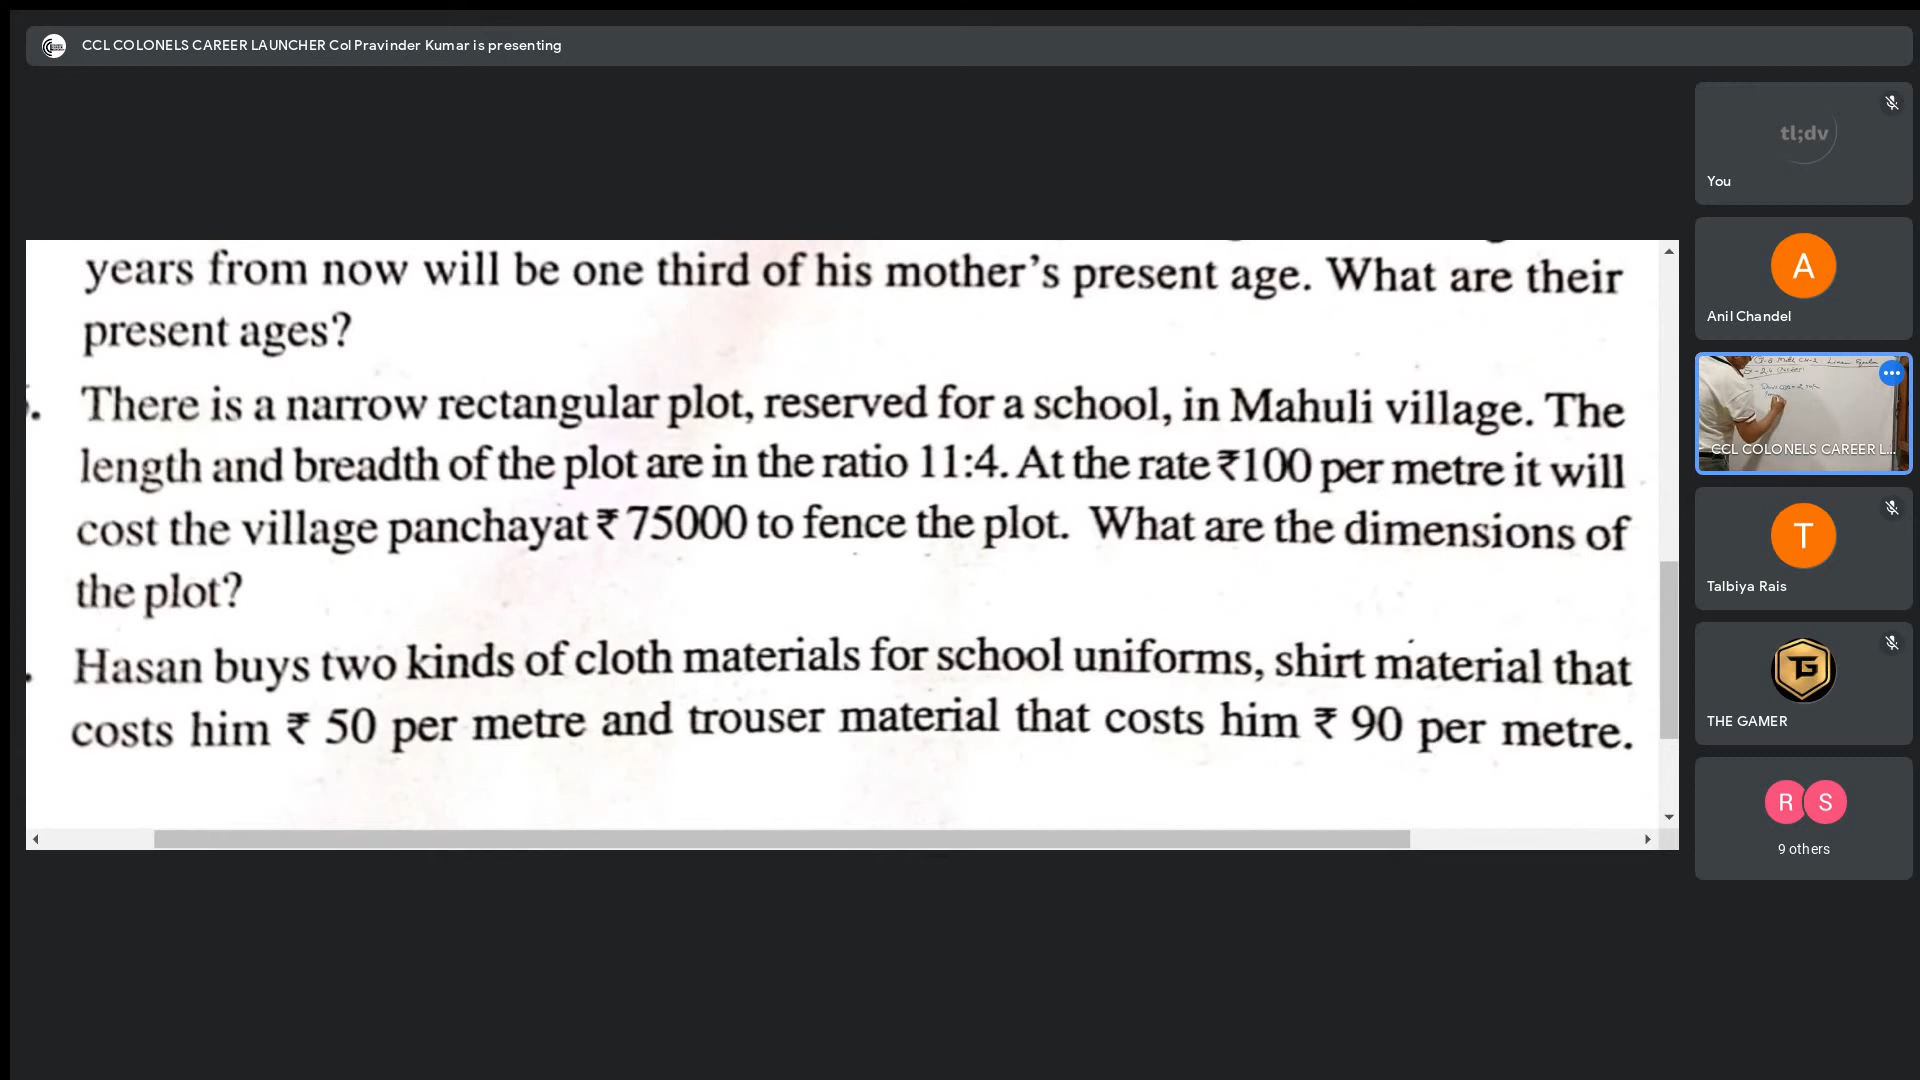 CCL COLONELS CAREER LAUNCHER Col Pravinder Kumar is presenting
tl;dv
You
A
Anil Chandel
CCL COLONELS CAREER L...
T
Talbiya Rais
TG
THE GAMER
R S
9 others
years from now will be one third of his mother's present age. What are their
present ages?
. There is a narrow rectangular plot, reserved for a school, in Mahuli village. The
length and breadth of the plot are in the ratio 11:4. At the rate ₹100 per metre it will
cost the village panchayat ₹ 75000 to fence the plot. What are the dimensions of
the plot?
. Hasan buys two kinds of cloth materials for school uniforms, shirt material that
costs him ₹ 50 per metre and trouser material that costs him ₹ 90 per metre.